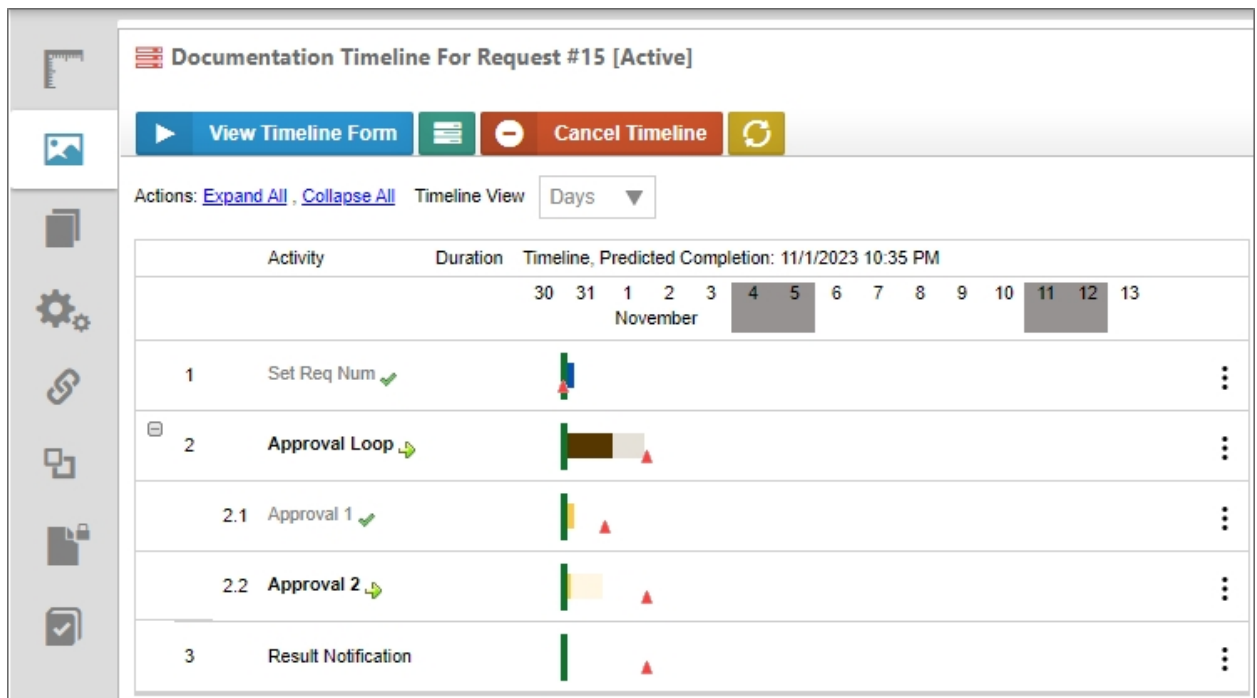 Documentation Timeline For Request #15 [Active]
View Timeline Form Cancel Timeline
Actions: Expand All , Collapse All Timeline View Days
Activity Duration Timeline, Predicted Completion: 11/1/2023 10:35 PM
30 31 1 2 3 4 5 6 7 8 9 10 11 12 13
November
1 Set Req Num
2 Approval Loop
2.1 Approval 1
2.2 Approval 2
3 Result Notification